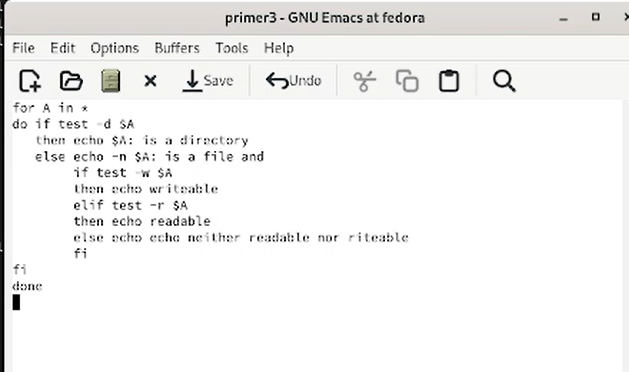 primer3 - GNU Emacs at fedora
File Edit Options Buffers Tools Help
Save Undo
for A in *
do if test -d $A
then echo $A: is a directory
else echo -n $A: is a file and
if test -w $A
then echo writeable
elif test -r $A
then echo readable
else echo echo neither readable nor riteable
fi
fi
done